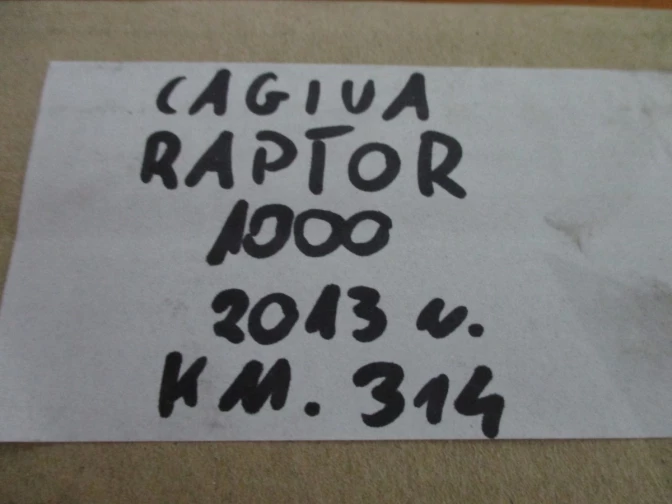 CAGIVA
RAPTOR
1000
2013 r.
KM. 314